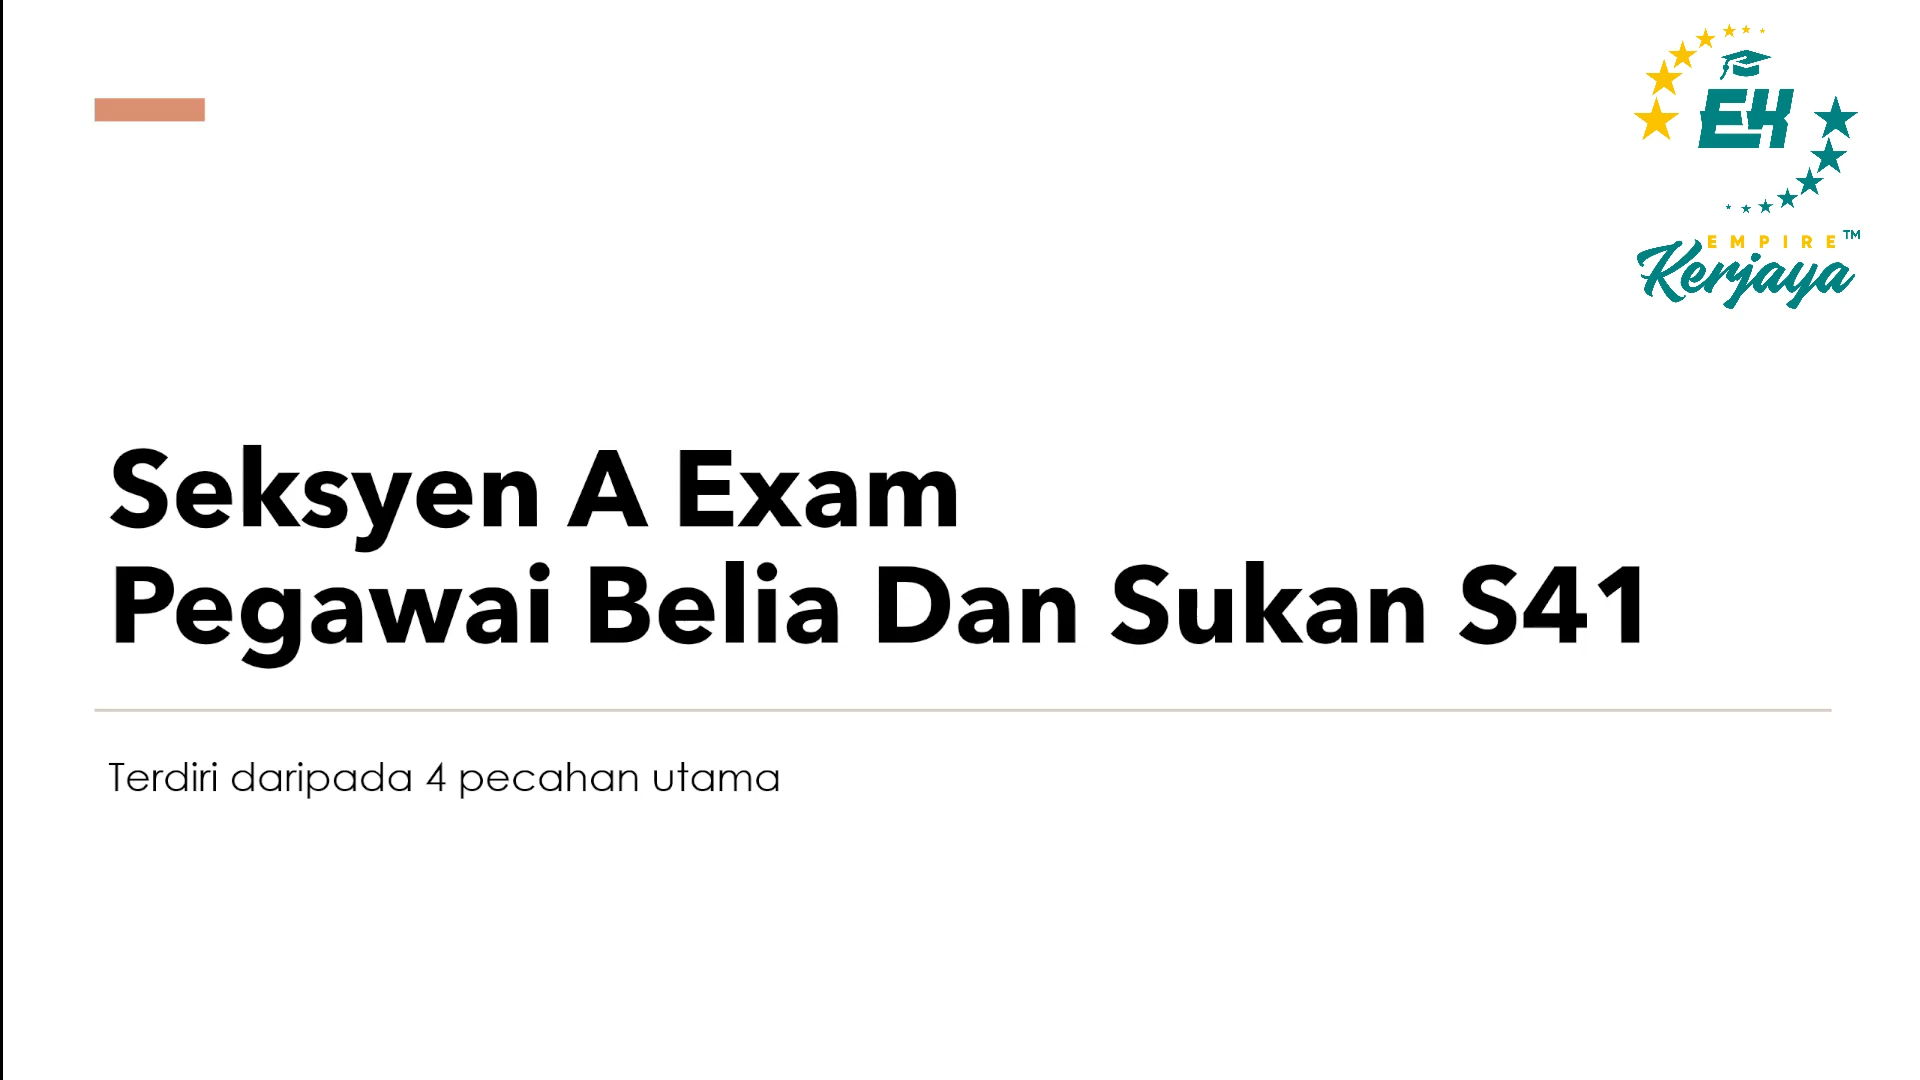 EK
EMPIRE™
Kerjaya
Seksyen A Exam
Pegawai Belia Dan Sukan S41
Terdiri daripada 4 pecahan utama